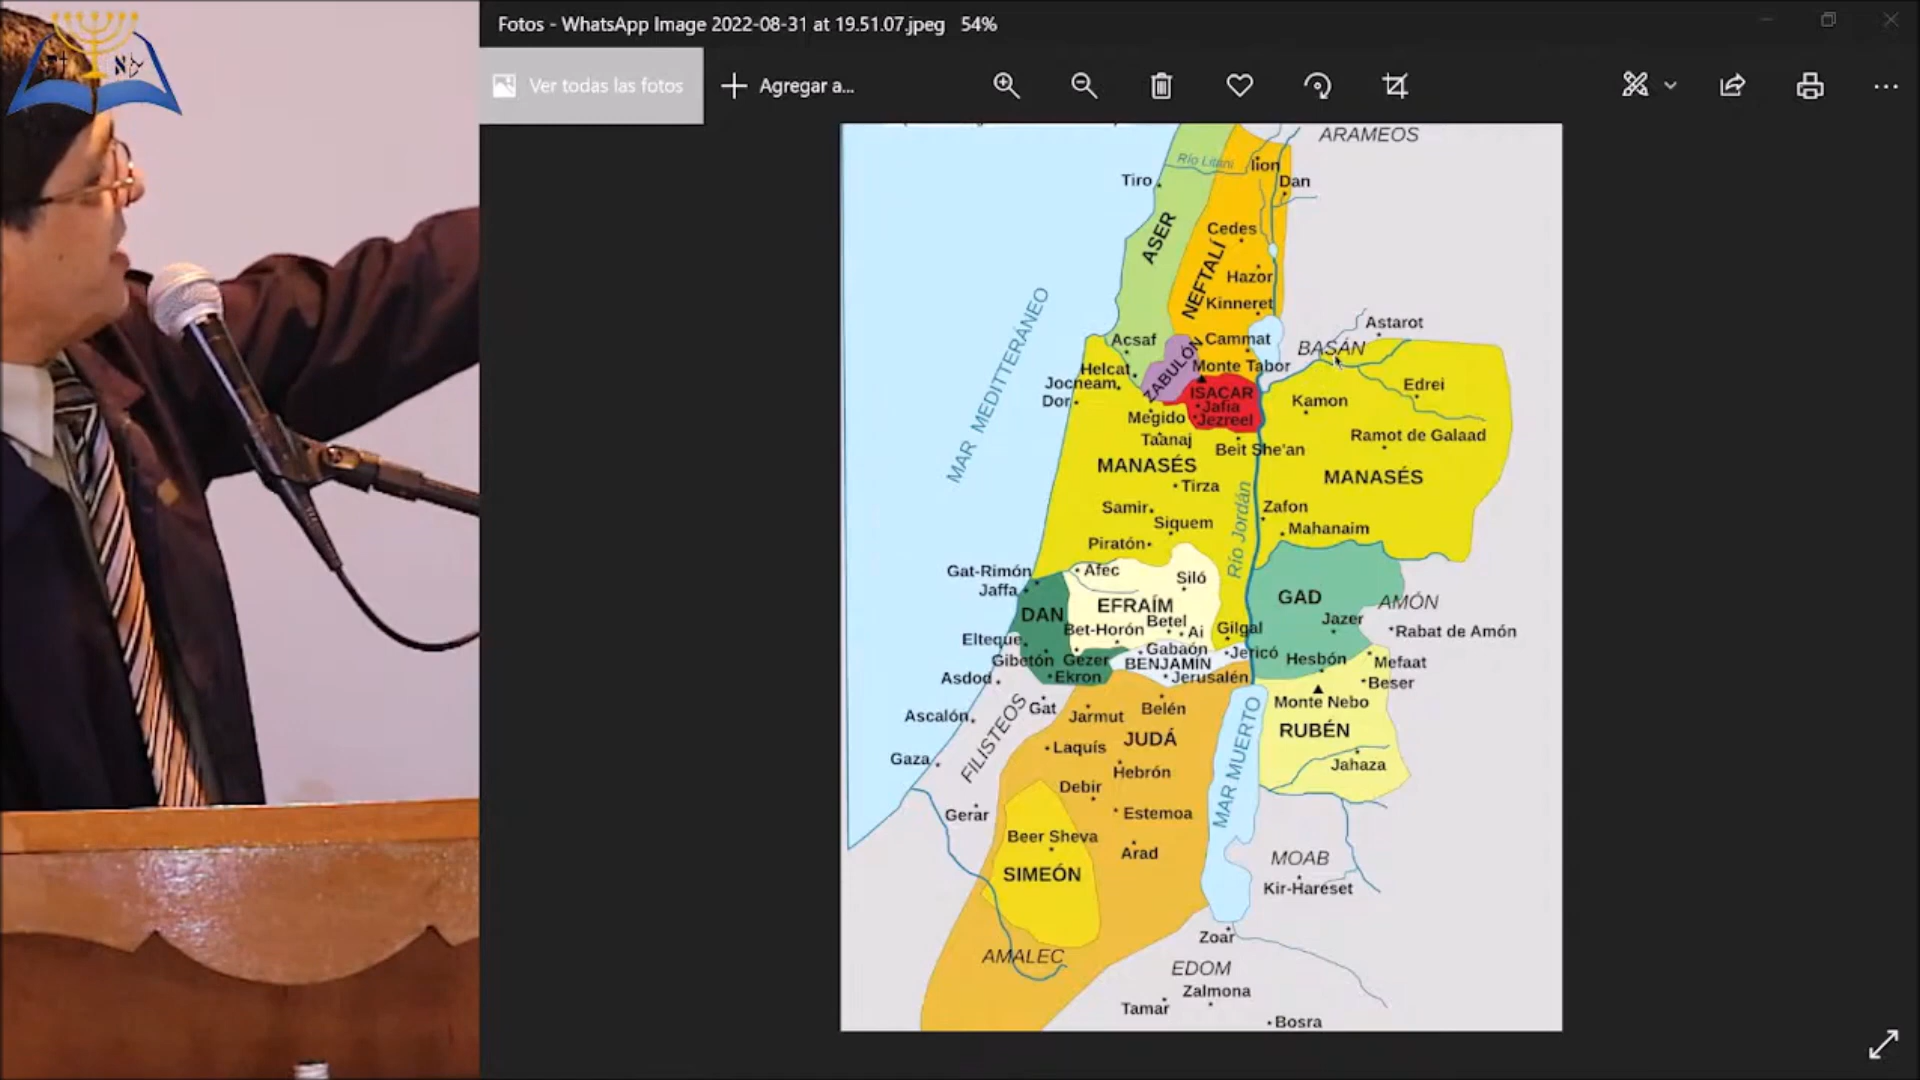 Fotos - WhatsApp Image 2022-08-31 at 19.51.07.jpeg 54%
Ver todas las fotos
Agregar a...
ARAMEOS
Río Litani
Iion
Tiro
Dan
ASER
Cedes
NEFTALÍ
Hazor
Kinneret
MAR MEDITTERÁNEO
Astarot
Acsaf
Cammat
BASÁN
ZABULÓN
Monte Tabor
Helcat
Jocneam
Edrei
ISACAR
Dor
Jafia
Kamon
Megido
Jezreel
Taanaj
Ramot de Galaad
Beit She'an
MANASÉS
MANASÉS
Tirza
Samir
Zafon
Siquem
Mahanaim
Río Jordán
Piratón
Gat-Rimón
Afec
Siló
Jaffa
GAD
AMÓN
EFRAÍM
DAN
Jazer
Betel
Bet-Horón
Ai
Gilgal
Rabat de Amón
Elteque
Gabaón
Jericó
Gibetón
Gezer
BENJAMÍN
Hesbón
Mefaat
Asdod
Ekron
Jerusalén
Beser
Monte Nebo
Gat
Jarmut
Belén
Ascalón
FILISTEOS
RUBÉN
JUDÁ
Laquís
MAR MUERTO
Gaza
Jahaza
Hebrón
Debir
Gerar
Estemoa
Beer Sheva
Arad
MOAB
SIMEÓN
Kir-Hareset
Zoar
AMALEC
EDOM
Zalmona
Tamar
Bosra